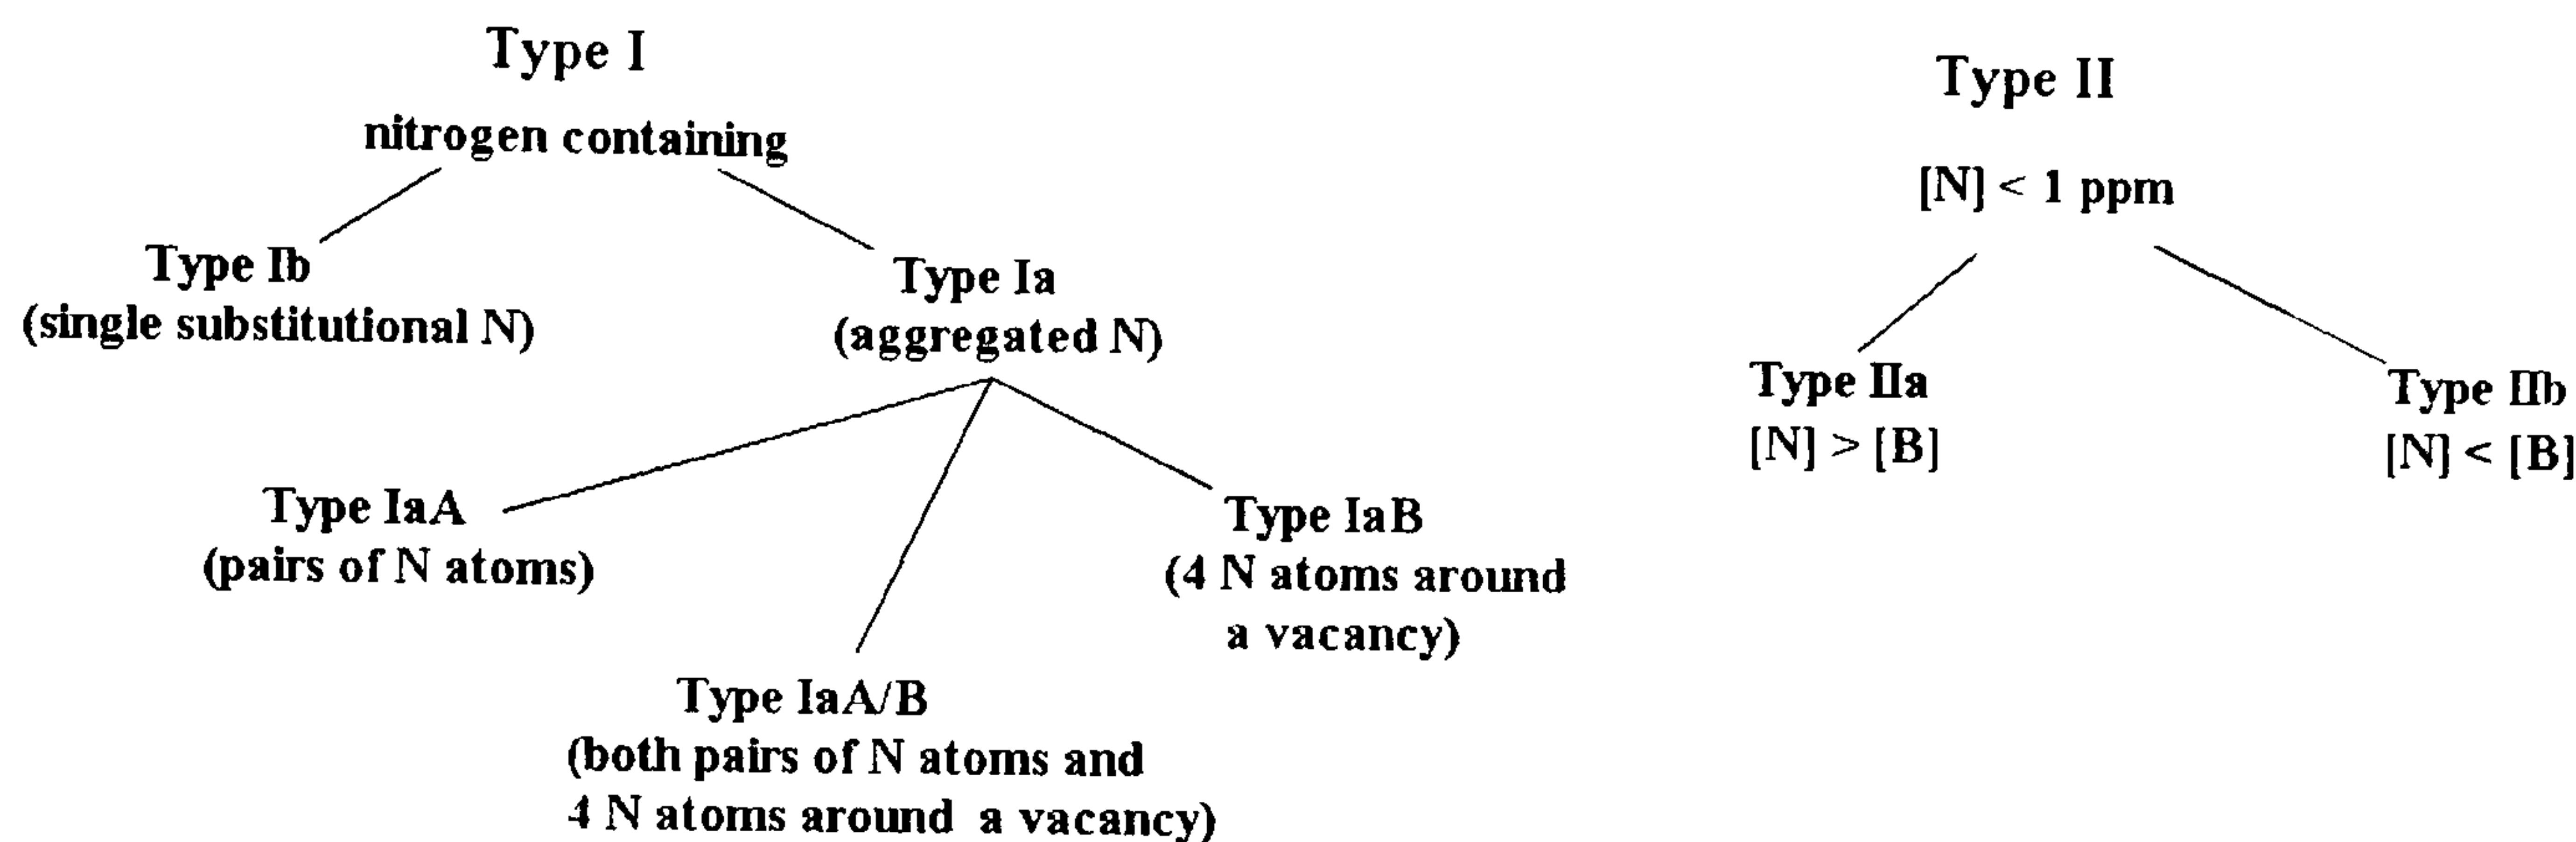 Type I
nitrogen containing
Type Ib
(single substitutional N)
Type Ia
(aggregated N)
Type IaA
(pairs of N atoms)
Type IaA/B
(both pairs of N atoms and
4 N atoms around a vacancy)
Type IaB
(4 N atoms around
a vacancy)
Type II
[N] < 1 ppm
Type IIa
[N] > [B]
Type IIb
[N] < [B]